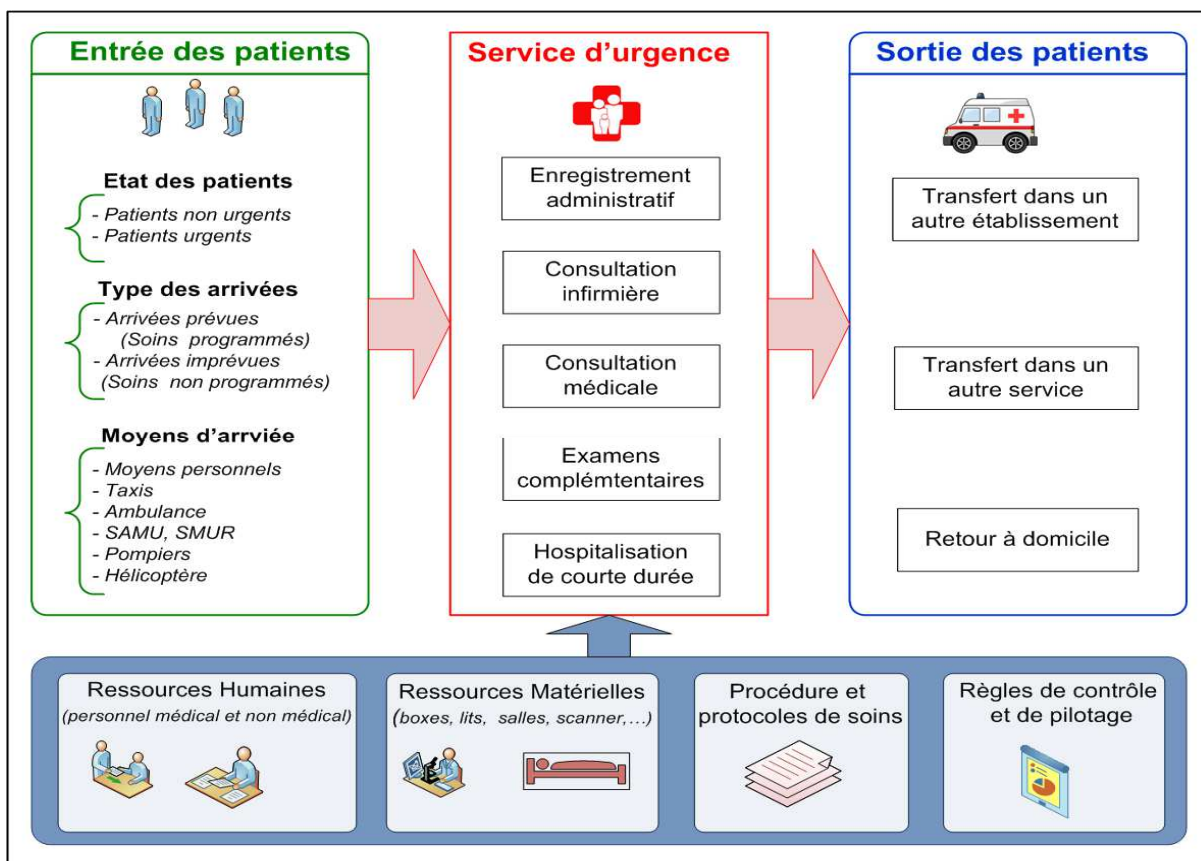 Entrée des patients
Etat des patients
- Patients non urgents
- Patients urgents
Type des arrivées
- Arrivées prévues
(Soins programmés)
- Arrivées imprévues
(Soins non programmés)
Moyens d'arrviée
- Moyens personnels
- Taxis
- Ambulance
- SAMU, SMUR
- Pompiers
- Hélicoptère
Service d'urgence
Enregistrement
administratif
Consultation
infirmière
Consultation
médicale
Examens
complémtentaires
Hospitalisation
de courte durée
Sortie des patients
Transfert dans un
autre établissement
Transfert dans un
autre service
Retour à domicile
Ressources Humaines
(personnel médical et non médical)
Ressources Matérielles
(boxes, lits, salles, scanner,…)
Procédure et
protocoles de soins
Règles de contrôle
et de pilotage